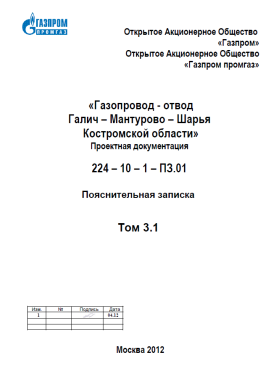 ГАЗПРОМ
ПРОМГАЗ
Открытое Акционерное Общество
«Газпром»
Открытое Акционерное Общество
«Газпром промгаз»
«Газопровод - отвод
Галич – Мантурово – Шарья
Костромской области»
Проектная документация
224 – 10 – 1 – ПЗ.01
Пояснительная записка
Том 3.1
Изм. № Подпись Дата
1 04.12
Москва 2012